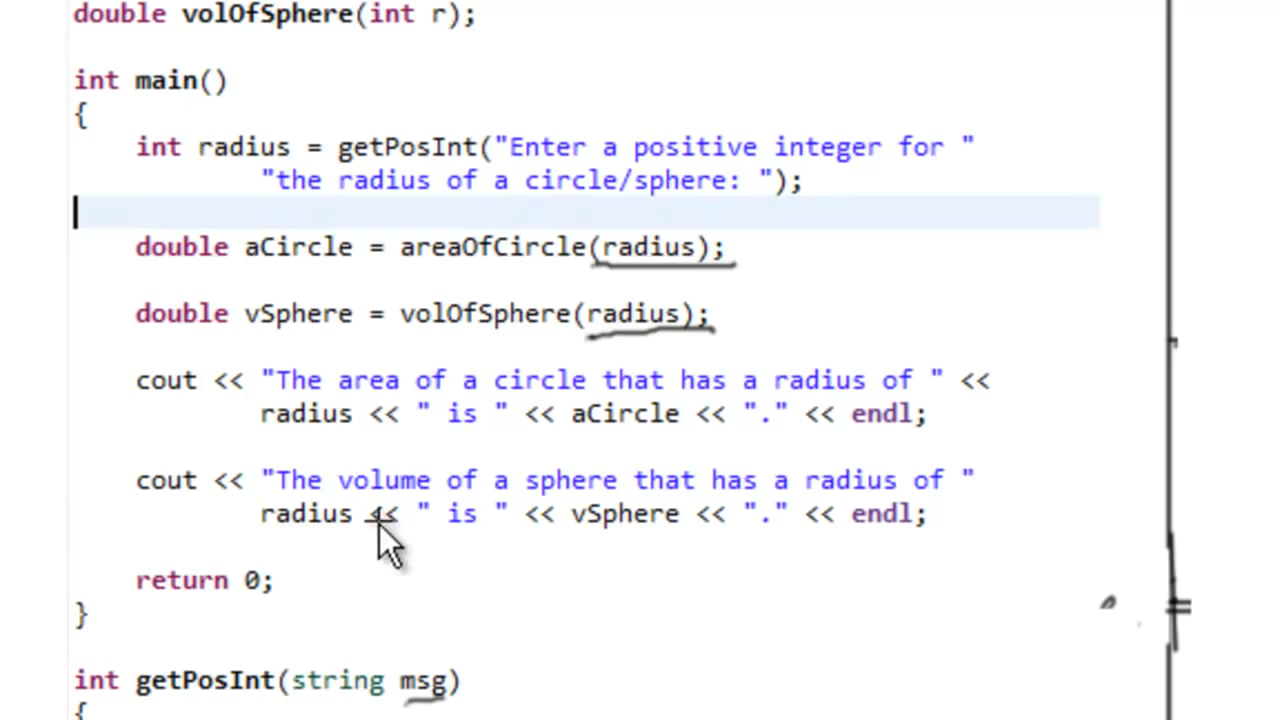 double volOfSphere(int r);
int main()
{
int radius = getPosInt("Enter a positive integer for "
"the radius of a circle/sphere: ");
double aCircle = areaOfCircle(radius);
double vSphere = volOfSphere(radius);
cout << "The area of a circle that has a radius of " <<
radius << " is " << aCircle << "." << endl;
cout << "The volume of a sphere that has a radius of "
radius << " is " << vSphere << "." << endl;
return 0;
}
int getPosInt(string msg)
{